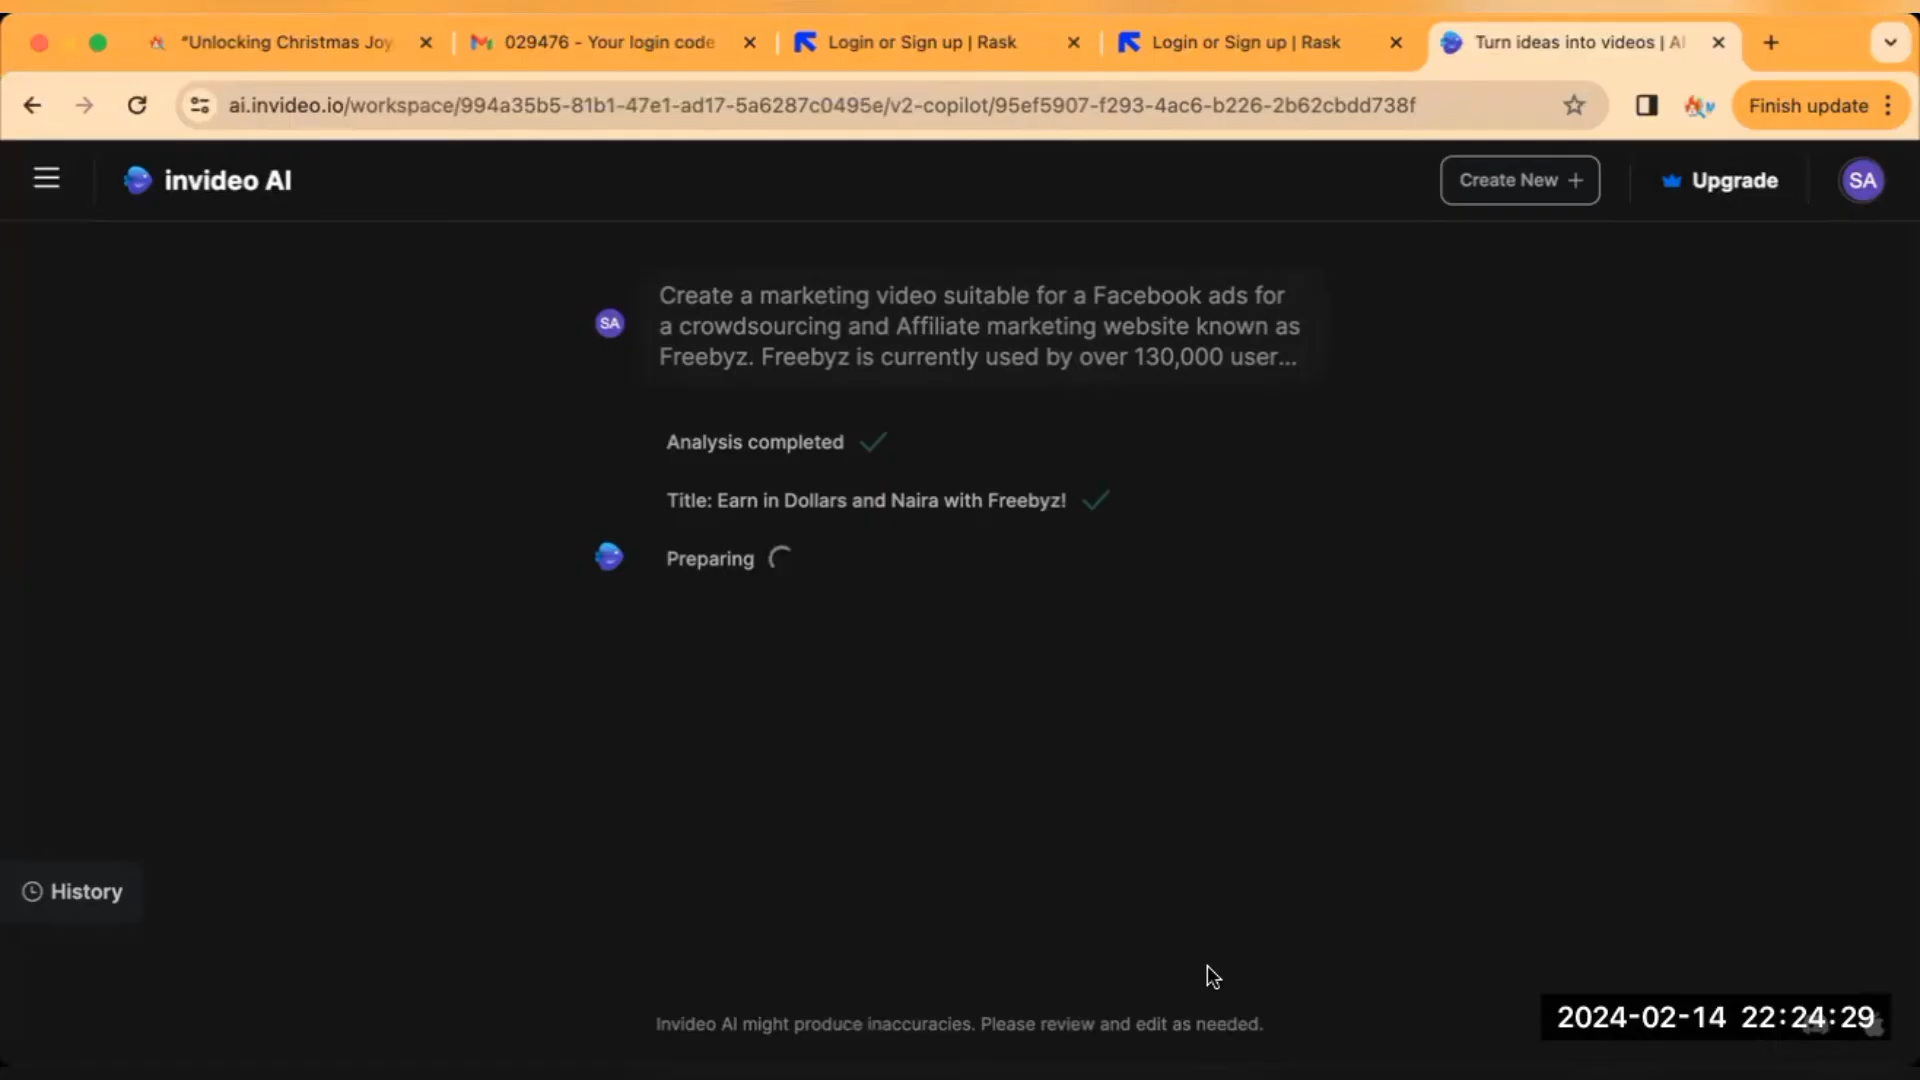 "Unlocking Christmas Joy
029476 - Your login code
Login or Sign up | Rask
Login or Sign up | Rask
Turn ideas into videos | AI
ai.invideo.io/workspace/994a35b5-81b1-47e1-ad17-5a6287c0495e/v2-copilot/95ef5907-f293-4ac6-b226-2b62cbdd738f
Finish update
invideo AI
Create New +
Upgrade
SA
SA
Create a marketing video suitable for a Facebook ads for
a crowdsourcing and Affiliate marketing website known as
Freebyz. Freebyz is currently used by over 130,000 user...
Analysis completed
Title: Earn in Dollars and Naira with Freebyz!
Preparing
History
Invideo AI might produce inaccuracies. Please review and edit as needed.
2024-02-14 22:24:29